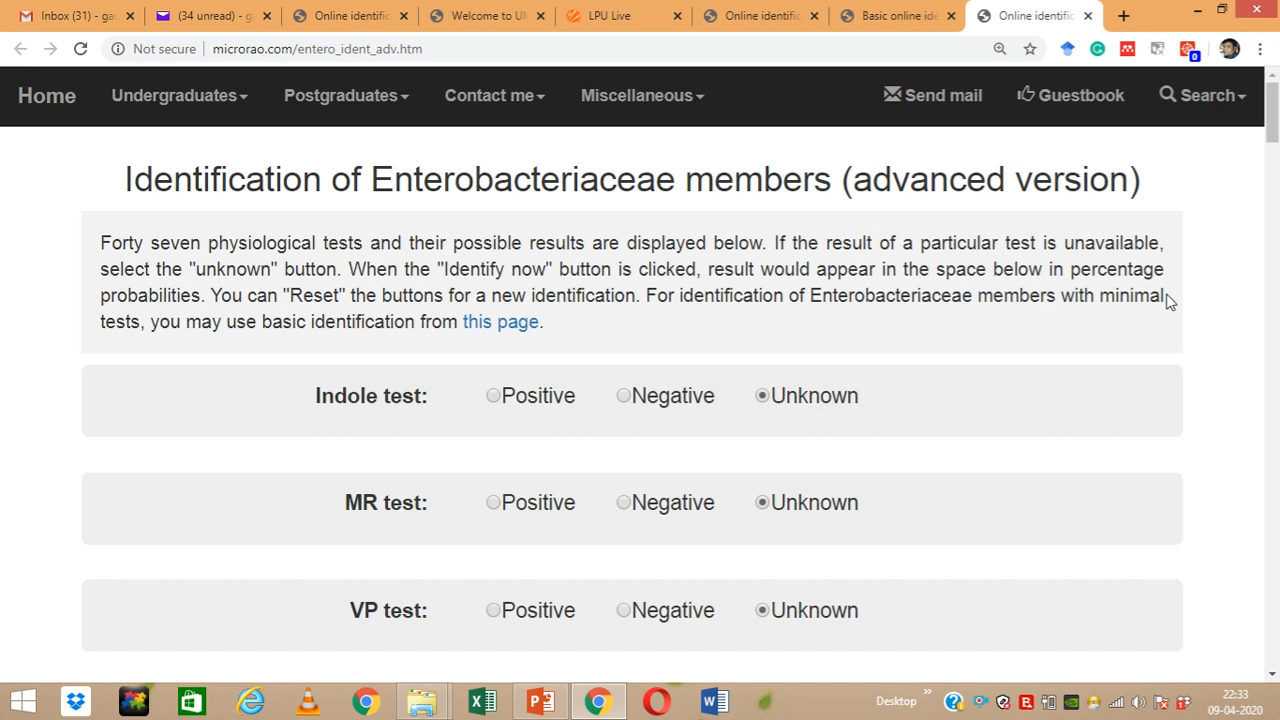 Inbox (31) - ga
(34 unread) - g
Online identific
Welcome to UM
LPU Live
Online identific
Basic online ide
Online identific
Not secure
microrao.com/entero_ident_adv.htm
0
Home
Undergraduates
Postgraduates
Contact me
Miscellaneous
Send mail
Guestbook
Search
Identification of Enterobacteriaceae members (advanced version)
Forty seven physiological tests and their possible results are displayed below. If the result of a particular test is unavailable,
select the "unknown" button. When the "Identify now" button is clicked, result would appear in the space below in percentage
probabilities. You can "Reset" the buttons for a new identification. For identification of Enterobacteriaceae members with minimal
tests, you may use basic identification from this page.
Indole test: Positive Negative Unknown
MR test: Positive Negative Unknown
VP test: Positive Negative Unknown
Desktop
22:33
09-04-2020